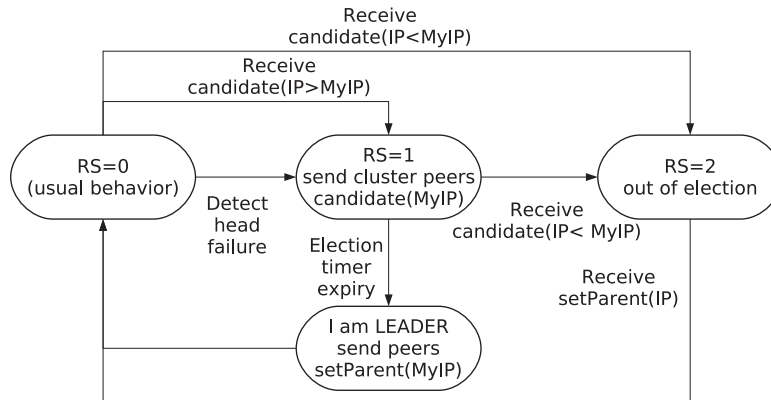 Receive
candidate(IP<MyIP)
Receive
candidate(IP>MyIP)
RS=0
(usual behavior)
RS=1
send cluster peers
candidate(MyIP)
RS=2
out of election
Detect
head
failure
Receive
candidate(IP< MyIP)
Election
timer
expiry
Receive
setParent(IP)
I am LEADER
send peers
setParent(MyIP)